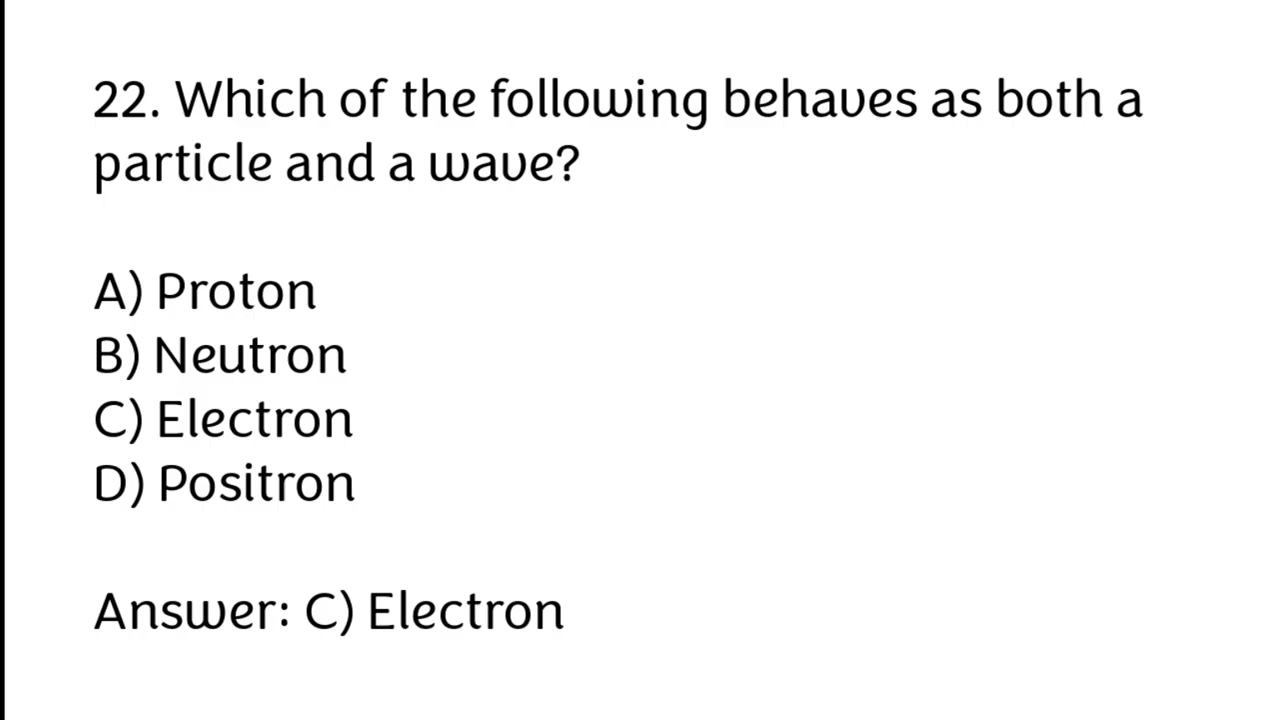 22. Which of the following behaves as both a
particle and a wave?
A) Proton
B) Neutron
C) Electron
D) Positron
Answer: C) Electron